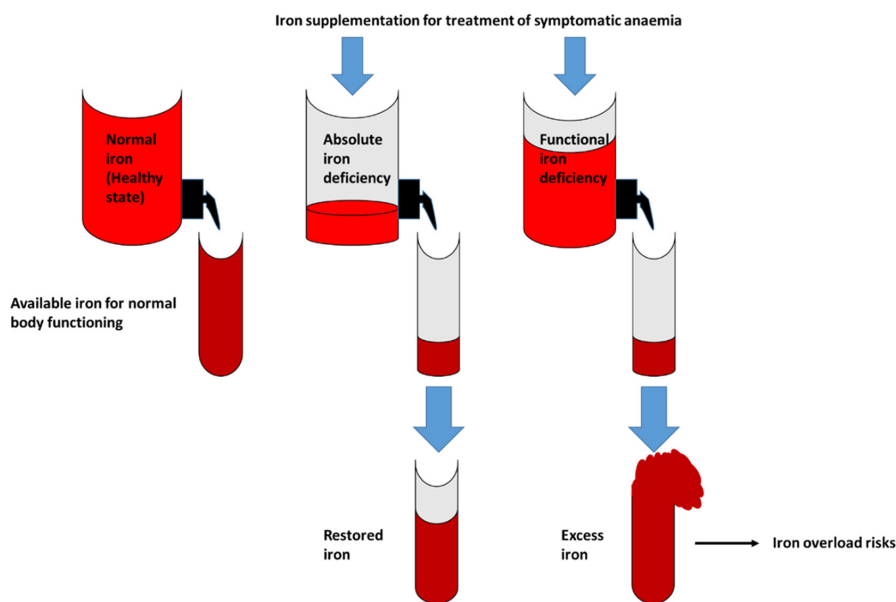 Iron supplementation for treatment of symptomatic anaemia
Normal
iron
(Healthy
state)
Absolute
iron
deficiency
Functional
iron
deficiency
Available iron for normal
body functioning
Restored
iron
Excess
iron
Iron overload risks